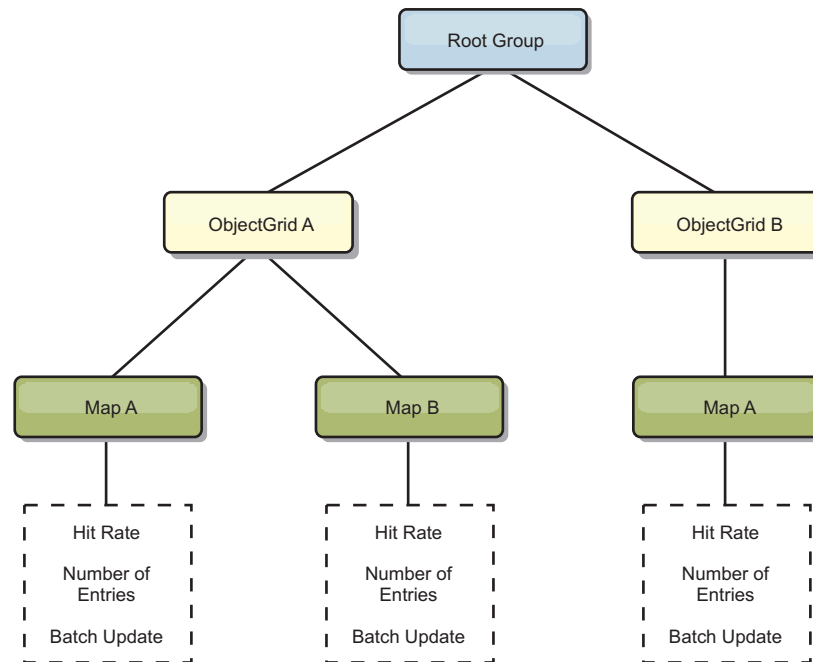 Root Group
ObjectGrid A
ObjectGrid B
Map A
Map B
Map A
Hit Rate
Number of
Entries
Batch Update
Hit Rate
Number of
Entries
Batch Update
Hit Rate
Number of
Entries
Batch Update